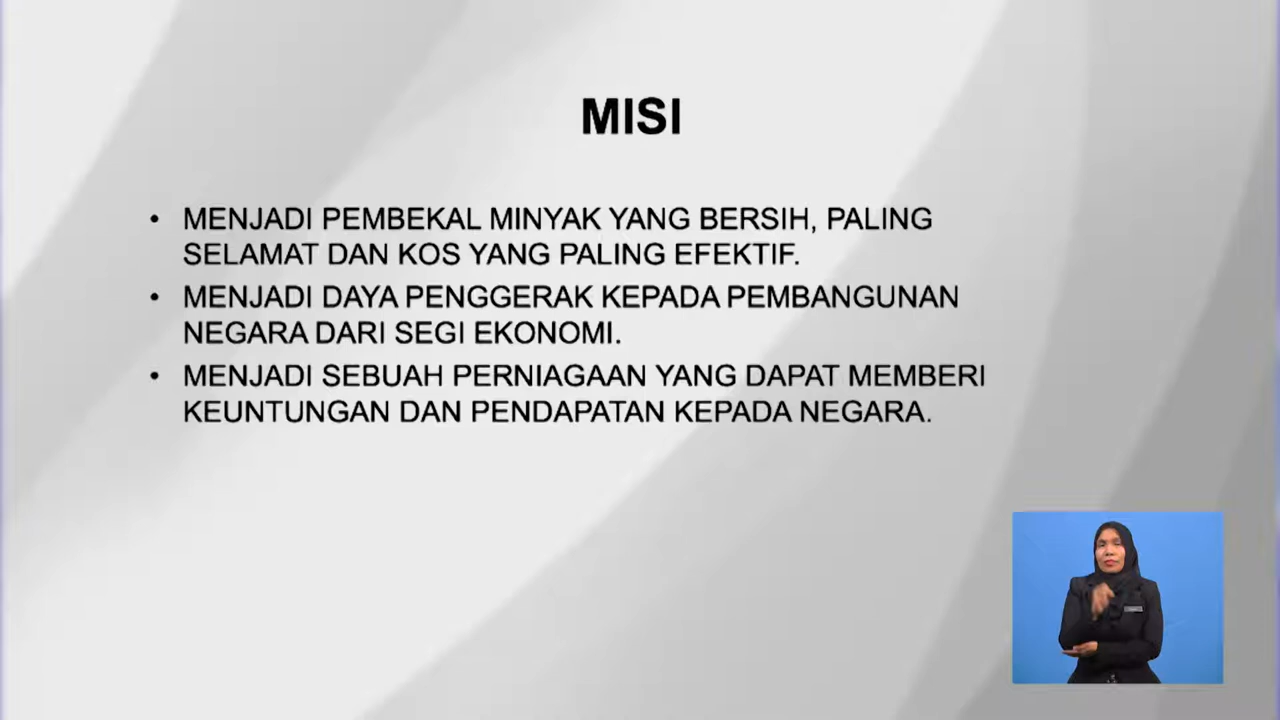 MISI
• MENJADI PEMBEKAL MINYAK YANG BERSIH, PALING
SELAMAT DAN KOS YANG PALING EFEKTIF.
• MENJADI DAYA PENGGERAK KEPADA PEMBANGUNAN
NEGARA DARI SEGI EKONOMI.
• MENJADI SEBUAH PERNIAGAAN YANG DAPAT MEMBERI
KEUNTUNGAN DAN PENDAPATAN KEPADA NEGARA.